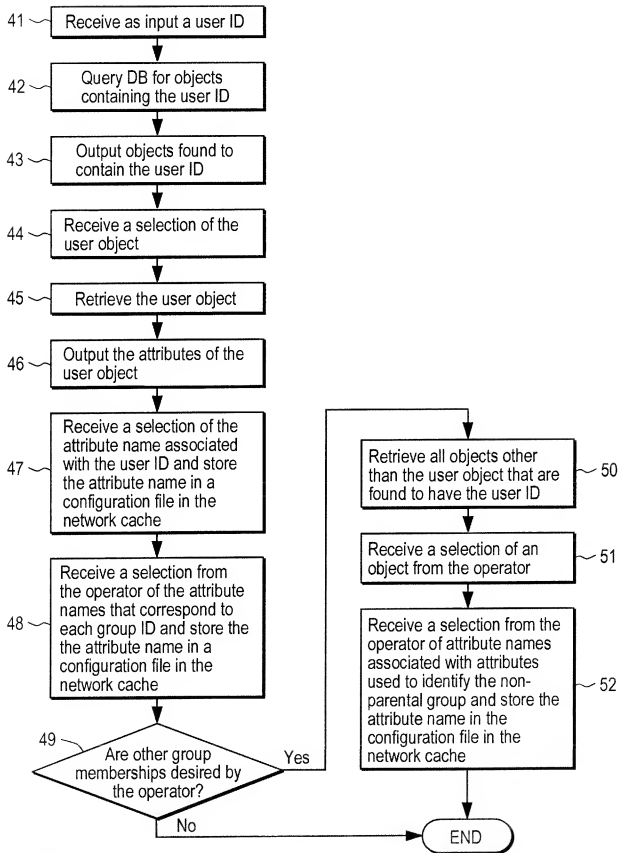 41
Receive as input a user ID
42
Query DB for objects
containing the user ID
43
Output objects found to
contain the user ID
44
Receive a selection of the
user object
45
Retrieve the user object
46
Output the attributes of the
user object
47
Receive a selection of the
attribute name associated
with the user ID and store
the attribute name in a
configuration file in the
network cache
48
Receive a selection from
the operator of the attribute
names that correspond to
each group ID and store the
the attribute name in a
configuration file in the
network cache
49
Are other group
memberships desired by
the operator?
Yes
No
Retrieve all objects other
than the user object that are
found to have the user ID
50
Receive a selection of an
object from the operator
51
Receive a selection from the
operator of attribute names
associated with attributes
used to identify the non-
parental group and store the
attribute name in the
configuration file in the
network cache
52
END